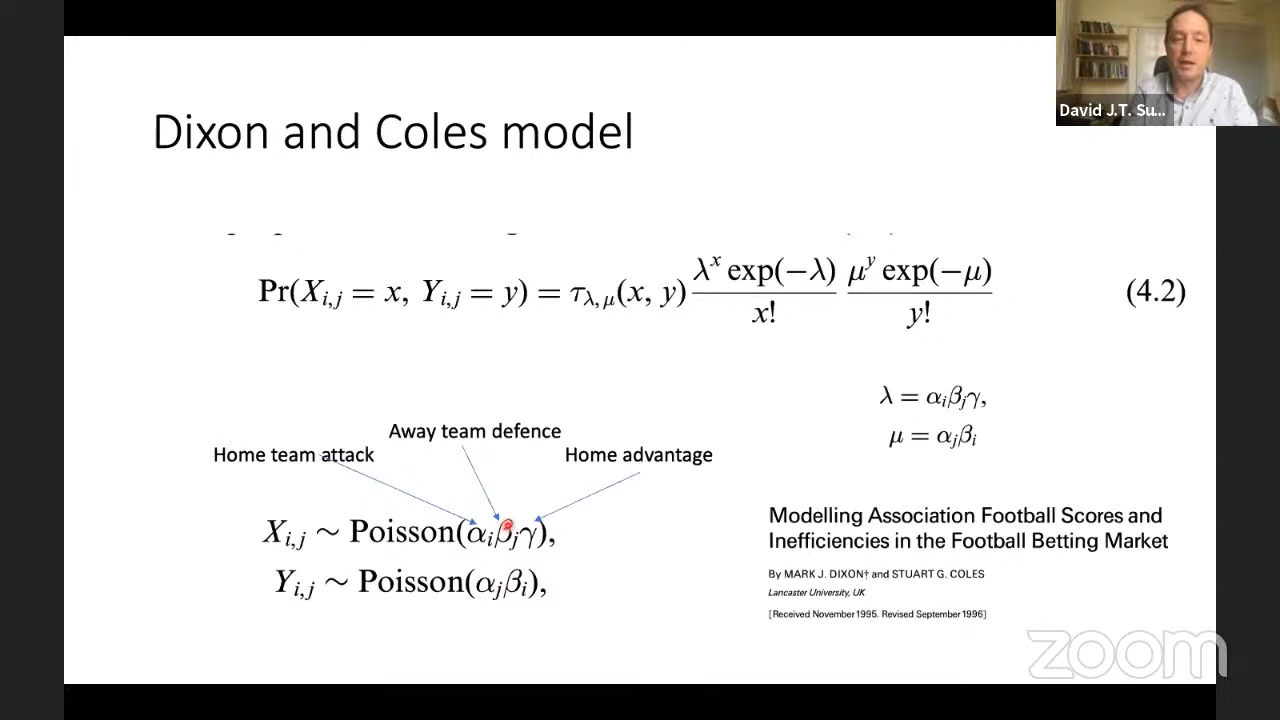 David J.T. Su...
Dixon and Coles model
Pr(X_{i,j} = x, Y_{i,j} = y) = τ_{λ,μ}(x, y) \frac{λ^x exp(−λ)}{x!} \frac{μ^y exp(−μ)}{y!} (4.2)
λ = α_iβ_jγ,
μ = α_jβ_i
Away team defence
Home team attack
Home advantage
X_{i,j} ~ Poisson(α_iβ_jγ),
Y_{i,j} ~ Poisson(α_jβ_i),
Modelling Association Football Scores and
Inefficiencies in the Football Betting Market
By MARK J. DIXON† and STUART G. COLES
Lancaster University, UK
[Received November 1995. Revised September 1996]
zoom